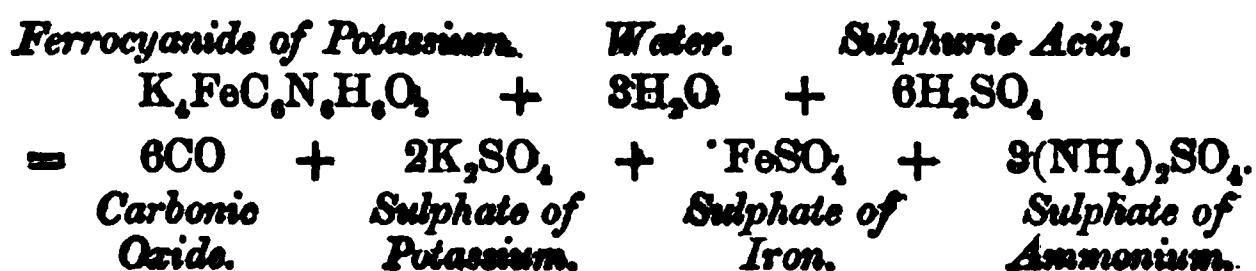 Ferrocyanide of Potassium. Water. Sulphuric Acid.
K₄FeC₆N₆H₆O₃ + 3H₂O + 6H₂SO₄
= 6CO + 2K₂SO₄ + FeSO₄ + 3(NH₄)₂SO₄.
Carbonic Sulphate of Sulphate of Sulphate of
Oxide. Potassium. Iron. Ammonium.